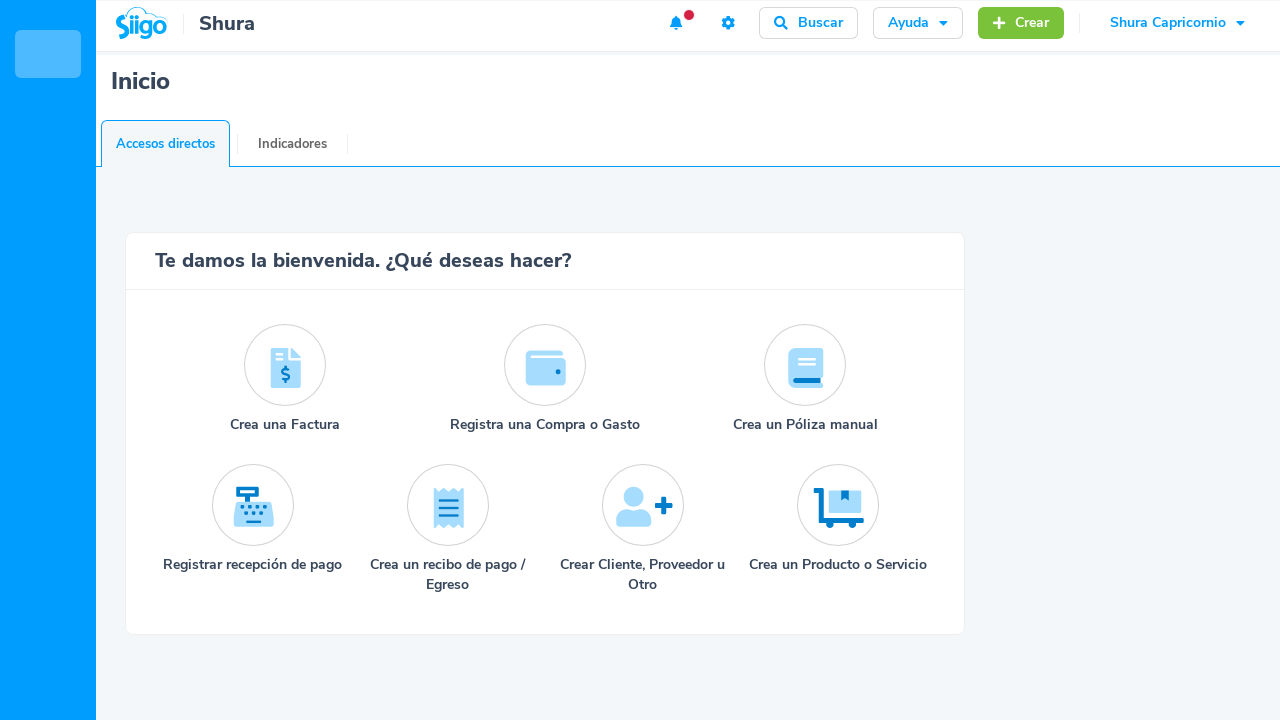 Siigo
Shura
Buscar
Ayuda
Crear
Shura Capricornio
Inicio
Accesos directos
Indicadores
Te damos la bienvenida. ¿Qué deseas hacer?
Crea una Factura
Registra una Compra o Gasto
Crea un Póliza manual
Registrar recepción de pago
Crea un recibo de pago /
Egreso
Crear Cliente, Proveedor u
Otro
Crea un Producto o Servicio